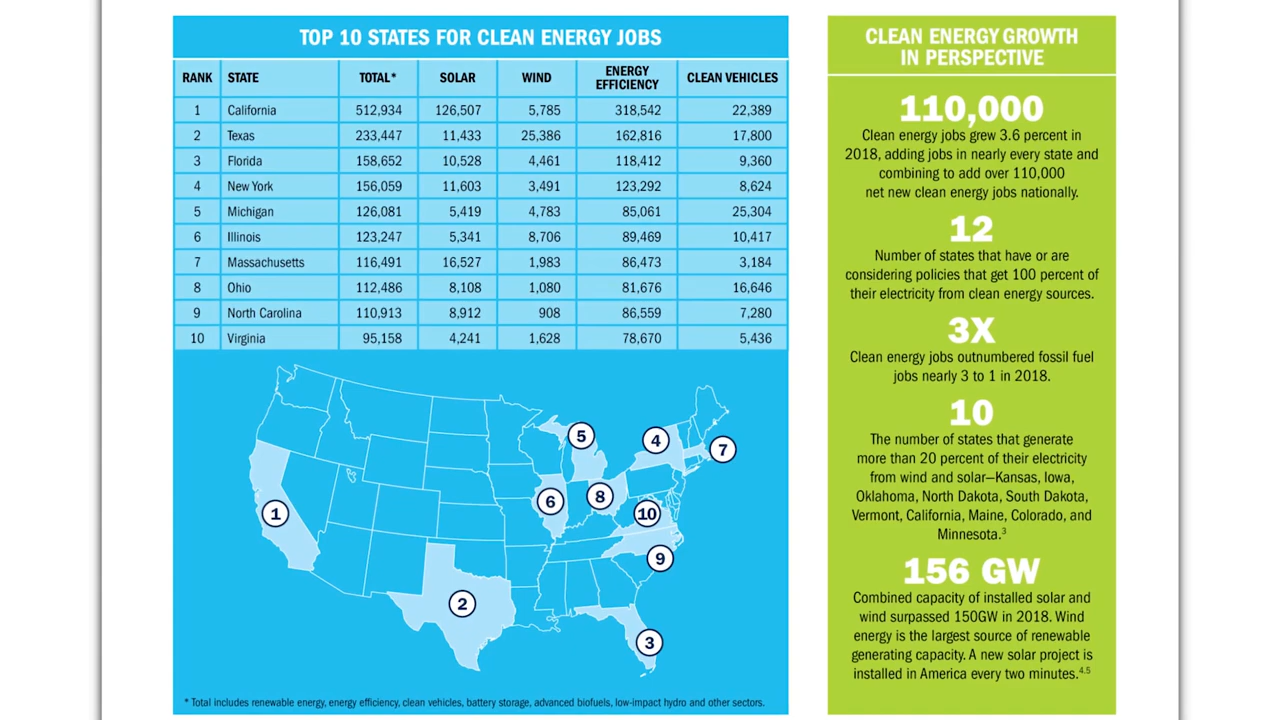 TOP 10 STATES FOR CLEAN ENERGY JOBS
RANK STATE TOTAL* SOLAR WIND ENERGY EFFICIENCY CLEAN VEHICLES
1 California 512,934 126,507 5,785 318,542 22,389
2 Texas 233,447 11,433 25,386 162,816 17,800
3 Florida 158,652 10,528 4,461 118,412 9,360
4 New York 156,059 11,603 3,491 123,292 8,624
5 Michigan 126,081 5,419 4,783 85,061 25,304
6 Illinois 123,247 5,341 8,706 89,469 10,417
7 Massachusetts 116,491 16,527 1,983 86,473 3,184
8 Ohio 112,486 8,108 1,080 81,676 16,646
9 North Carolina 110,913 8,912 908 86,559 7,280
10 Virginia 95,158 4,241 1,628 78,670 5,436
5
4
7
6
8
10
1
9
2
3
* Total includes renewable energy, energy efficiency, clean vehicles, battery storage, advanced biofuels, low-impact hydro and other sectors.
CLEAN ENERGY GROWTH
IN PERSPECTIVE
110,000
Clean energy jobs grew 3.6 percent in
2018, adding jobs in nearly every state and
combining to add over 110,000
net new clean energy jobs nationally.
12
Number of states that have or are
considering policies that get 100 percent of
their electricity from clean energy sources.
3X
Clean energy jobs outnumbered fossil fuel
jobs nearly 3 to 1 in 2018.
10
The number of states that generate
more than 20 percent of their electricity
from wind and solar—Kansas, Iowa,
Oklahoma, North Dakota, South Dakota,
Vermont, California, Maine, Colorado, and
Minnesota.3
156 GW
Combined capacity of installed solar and
wind surpassed 150GW in 2018. Wind
energy is the largest source of renewable
generating capacity. A new solar project is
installed in America every two minutes.4,5